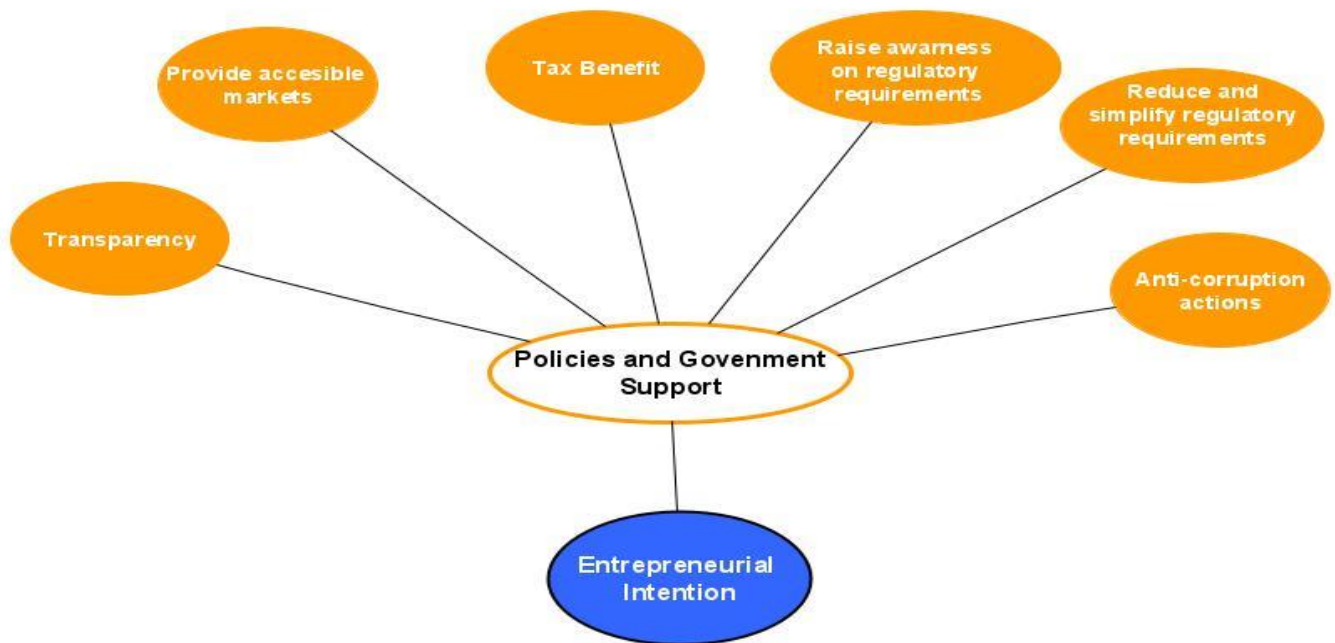 Provide accesible
markets
Tax Benefit
Raise awarness
on regulatory
requirements
Reduce and
simplify regulatory
requirements
Transparency
Anti-corruption
actions
Policies and Govenment
Support
Entrepreneurial
Intention